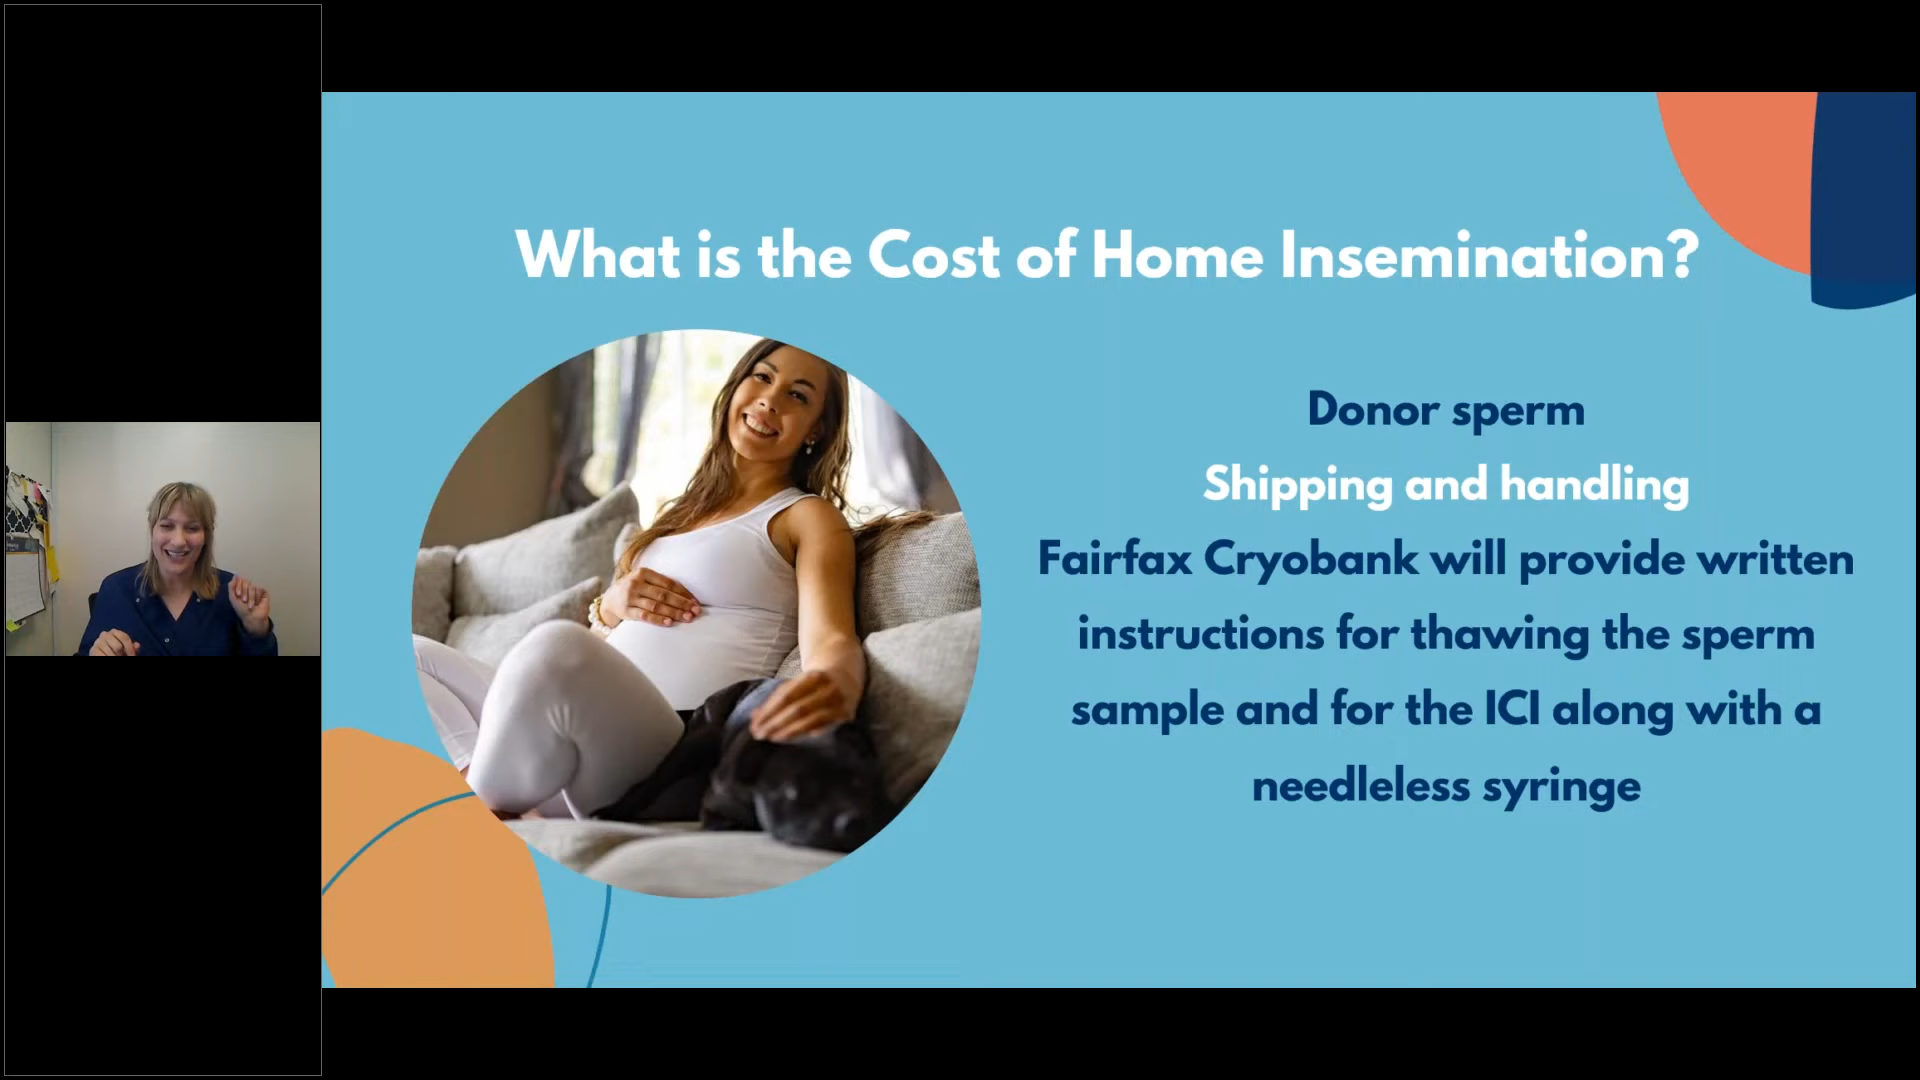 What is the Cost of Home Insemination?
Donor sperm
Shipping and handling
Fairfax Cryobank will provide written
instructions for thawing the sperm
sample and for the ICI along with a
needleless syringe